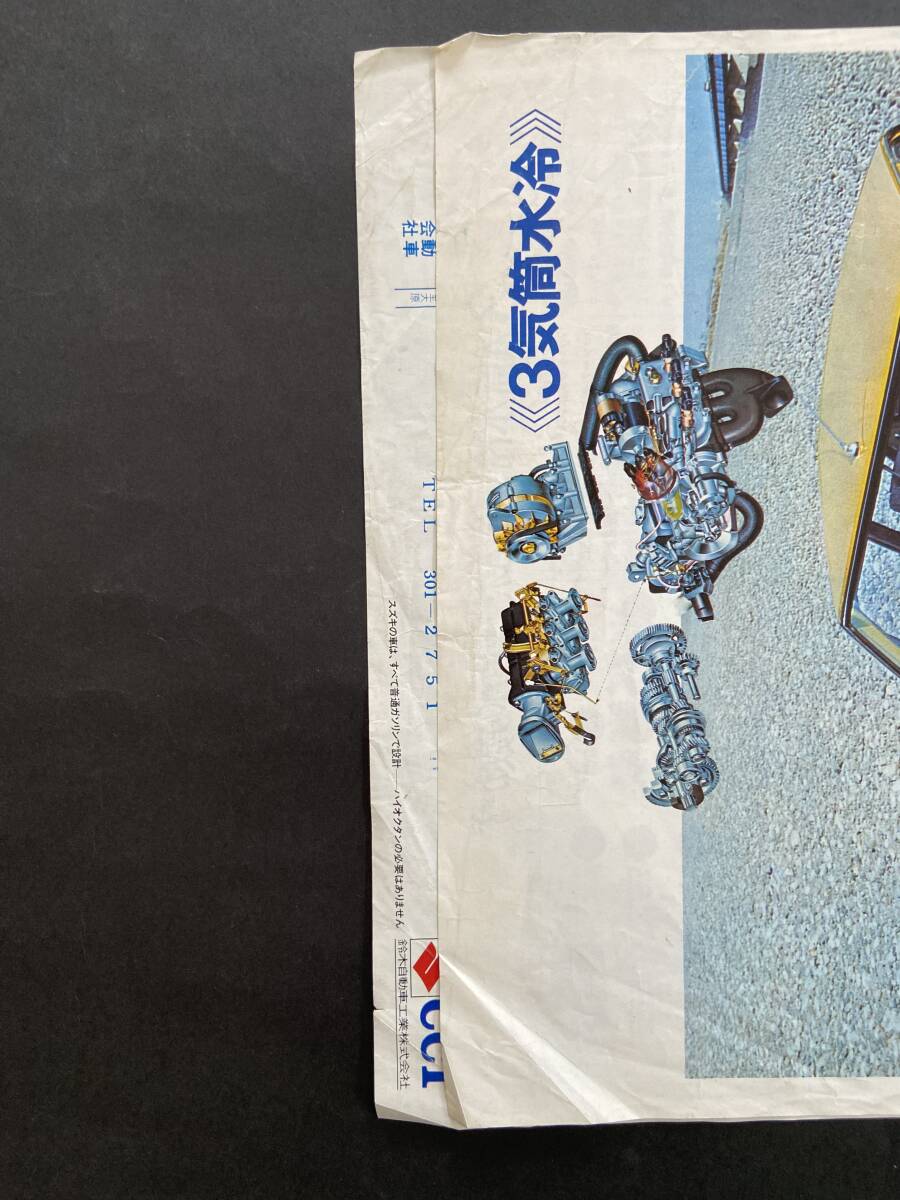 《3気筒水冷》
動車
会社
TEL 301-2751
スズキの車は、すべて普通ガソリンで設計——ハイオクタンの必要はありません
鈴木自動車工業株式会社
CCI